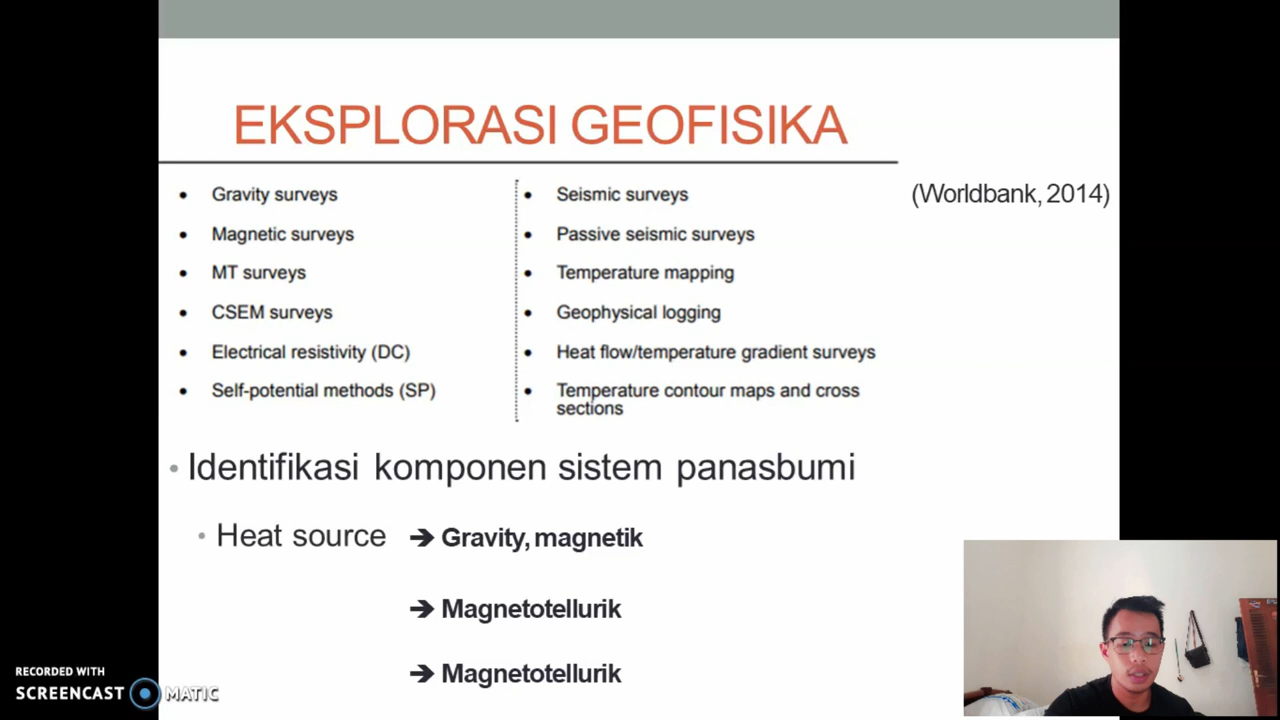 EKSPLORASI GEOFISIKA
(Worldbank, 2014)
• Gravity surveys
• Magnetic surveys
• MT surveys
• CSEM surveys
• Electrical resistivity (DC)
• Self-potential methods (SP)
• Seismic surveys
• Passive seismic surveys
• Temperature mapping
• Geophysical logging
• Heat flow/temperature gradient surveys
• Temperature contour maps and cross
sections
• Identifikasi komponen sistem panasbumi
• Heat source ➔ Gravity, magnetik
➔ Magnetotellurik
➔ Magnetotellurik
RECORDED WITH
SCREENCAST MATIC